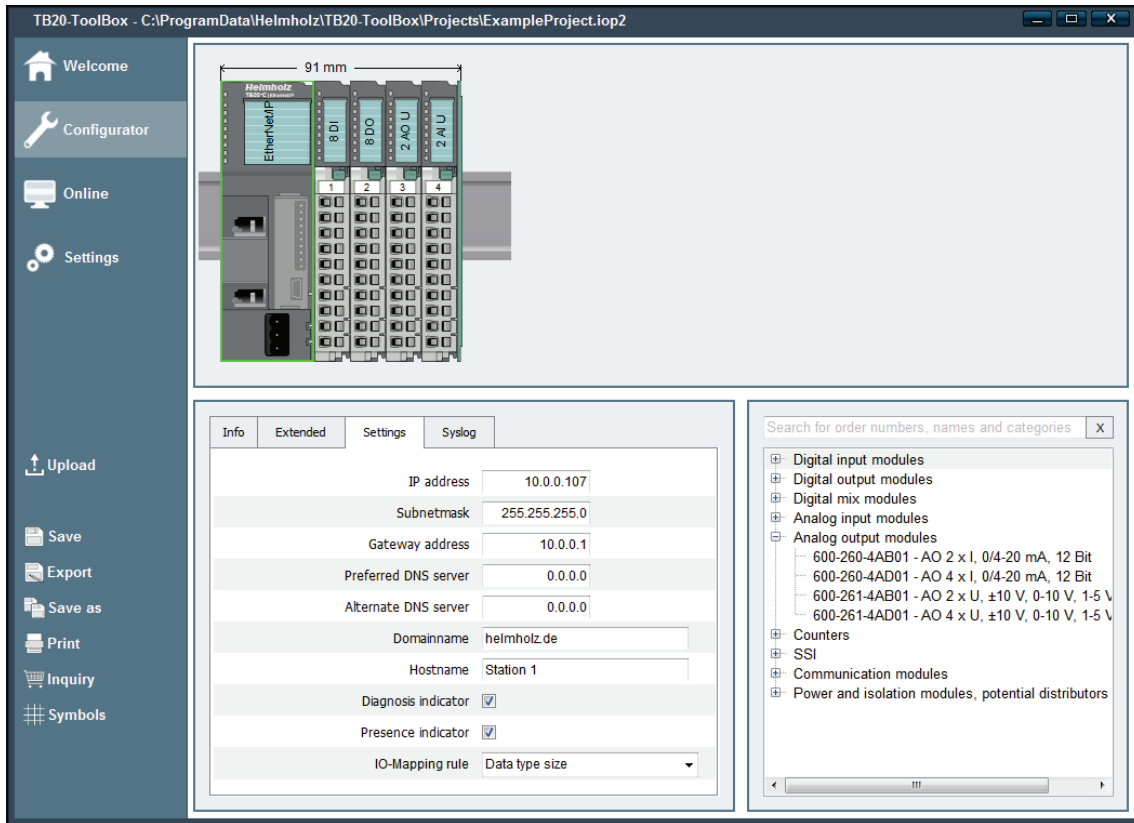 TB20-ToolBox - C:\ProgramData\Helmholz\TB20-ToolBox\Projects\ExampleProject.iop2
X
Welcome
Configurator
Online
Settings
Upload
Save
Export
Save as
Print
Inquiry
Symbols
91 mm
Helmholz
EtherNet/IP
8 DI
8 DO
2 AO U
2 AI U
1 2 3 4
Info Extended Settings Syslog
IP address 10.0.0.107
Subnetmask 255.255.255.0
Gateway address 10.0.0.1
Preferred DNS server 0.0.0.0
Alternate DNS server 0.0.0.0
Domainname helmholz.de
Hostname Station 1
Diagnosis indicator
Presence indicator
IO-Mapping rule Data type size
Search for order numbers, names and categories X
Digital input modules
Digital output modules
Digital mix modules
Analog input modules
Analog output modules
600-260-4AB01 - AO 2 x I, 0/4-20 mA, 12 Bit
600-260-4AD01 - AO 4 x I, 0/4-20 mA, 12 Bit
600-261-4AB01 - AO 2 x U, ±10 V, 0-10 V, 1-5 V
600-261-4AD01 - AO 4 x U, ±10 V, 0-10 V, 1-5 V
Counters
SSI
Communication modules
Power and isolation modules, potential distributors